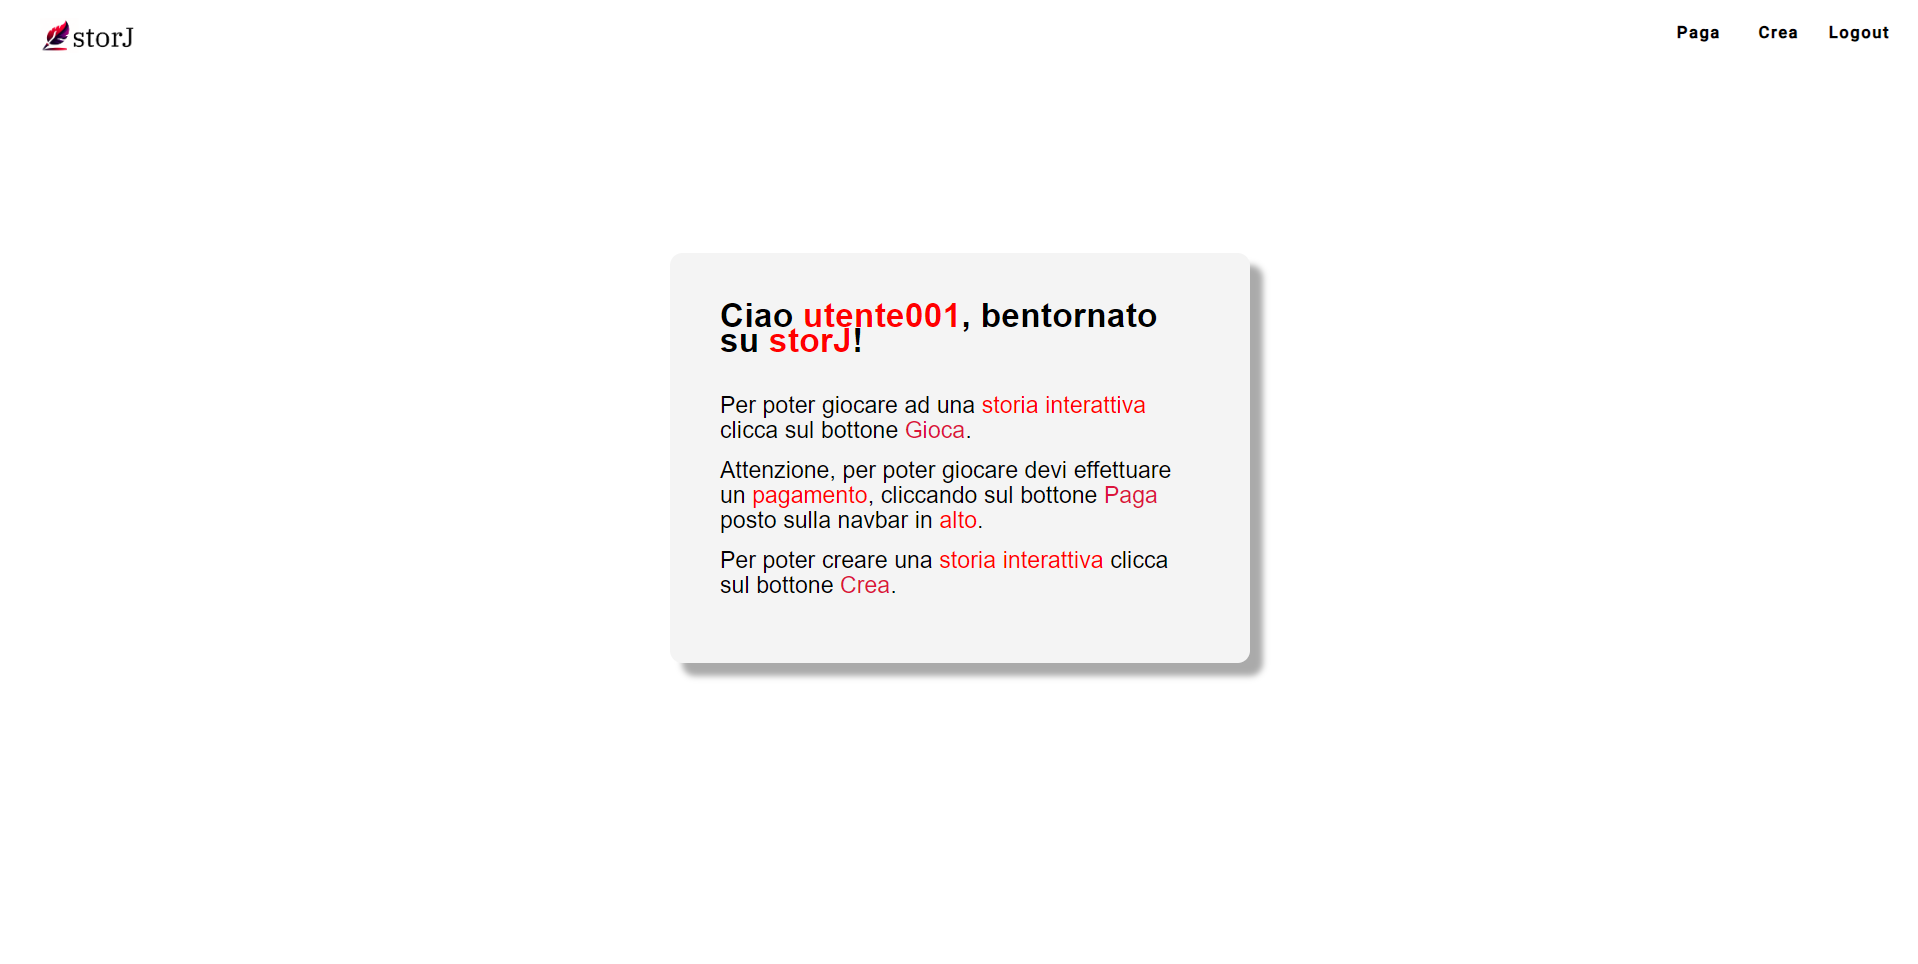 storJ
Paga Crea Logout
Ciao utente001, bentornato
su storJ!
Per poter giocare ad una storia interattiva
clicca sul bottone Gioca.
Attenzione, per poter giocare devi effettuare
un pagamento, cliccando sul bottone Paga
posto sulla navbar in alto.
Per poter creare una storia interattiva clicca
sul bottone Crea.